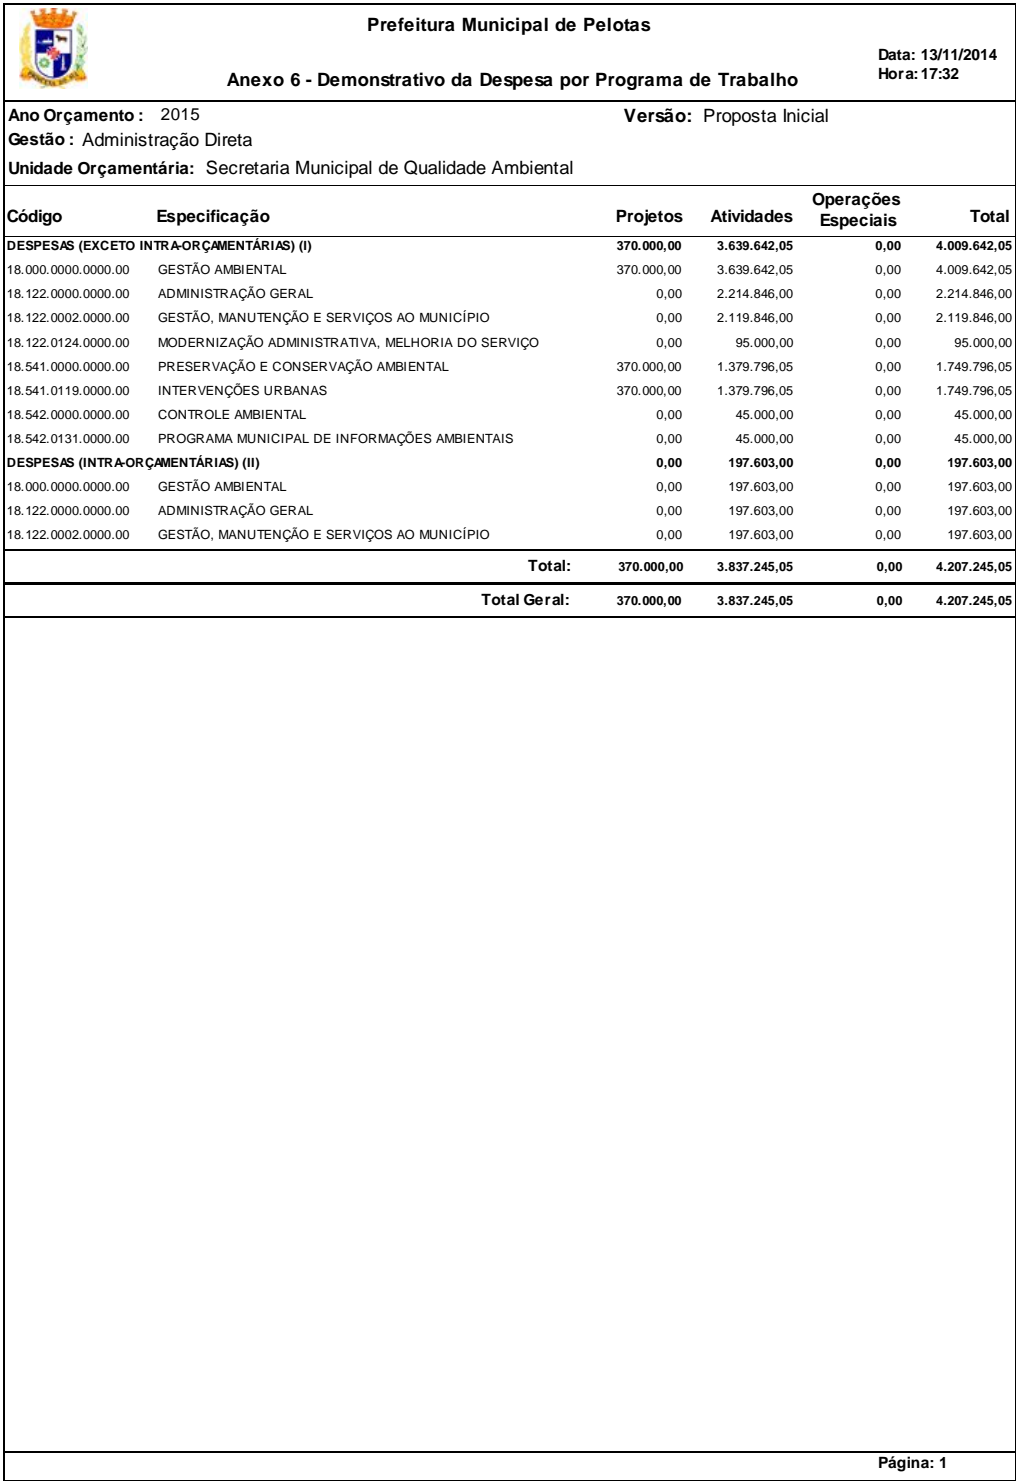 Prefeitura Municipal de Pelotas
Data: 13/11/2014
Anexo 6 - Demonstrativo da Despesa por Programa de Trabalho Hora: 17:32
Ano Orçamento : 2015 Versão: Proposta Inicial
Gestão : Administração Direta
Unidade Orçamentária: Secretaria Municipal de Qualidade Ambiental
Código Especificação Projetos Atividades Operações Especiais Total
DESPESAS (EXCETO INTRA-ORÇAMENTÁRIAS) (I) 370.000,00 3.639.642,05 0,00 4.009.642,05
18.000.0000.0000.00 GESTÃO AMBIENTAL 370.000,00 3.639.642,05 0,00 4.009.642,05
18.122.0000.0000.00 ADMINISTRAÇÃO GERAL 0,00 2.214.846,00 0,00 2.214.846,00
18.122.0002.0000.00 GESTÃO, MANUTENÇÃO E SERVIÇOS AO MUNICÍPIO 0,00 2.119.846,00 0,00 2.119.846,00
18.122.0124.0000.00 MODERNIZAÇÃO ADMINISTRATIVA, MELHORIA DO SERVIÇO 0,00 95.000,00 0,00 95.000,00
18.541.0000.0000.00 PRESERVAÇÃO E CONSERVAÇÃO AMBIENTAL 370.000,00 1.379.796,05 0,00 1.749.796,05
18.541.0119.0000.00 INTERVENÇÕES URBANAS 370.000,00 1.379.796,05 0,00 1.749.796,05
18.542.0000.0000.00 CONTROLE AMBIENTAL 0,00 45.000,00 0,00 45.000,00
18.542.0131.0000.00 PROGRAMA MUNICIPAL DE INFORMAÇÕES AMBIENTAIS 0,00 45.000,00 0,00 45.000,00
DESPESAS (INTRA-ORÇAMENTÁRIAS) (II) 0,00 197.603,00 0,00 197.603,00
18.000.0000.0000.00 GESTÃO AMBIENTAL 0,00 197.603,00 0,00 197.603,00
18.122.0000.0000.00 ADMINISTRAÇÃO GERAL 0,00 197.603,00 0,00 197.603,00
18.122.0002.0000.00 GESTÃO, MANUTENÇÃO E SERVIÇOS AO MUNICÍPIO 0,00 197.603,00 0,00 197.603,00
Total: 370.000,00 3.837.245,05 0,00 4.207.245,05
Total Geral: 370.000,00 3.837.245,05 0,00 4.207.245,05
Página: 1